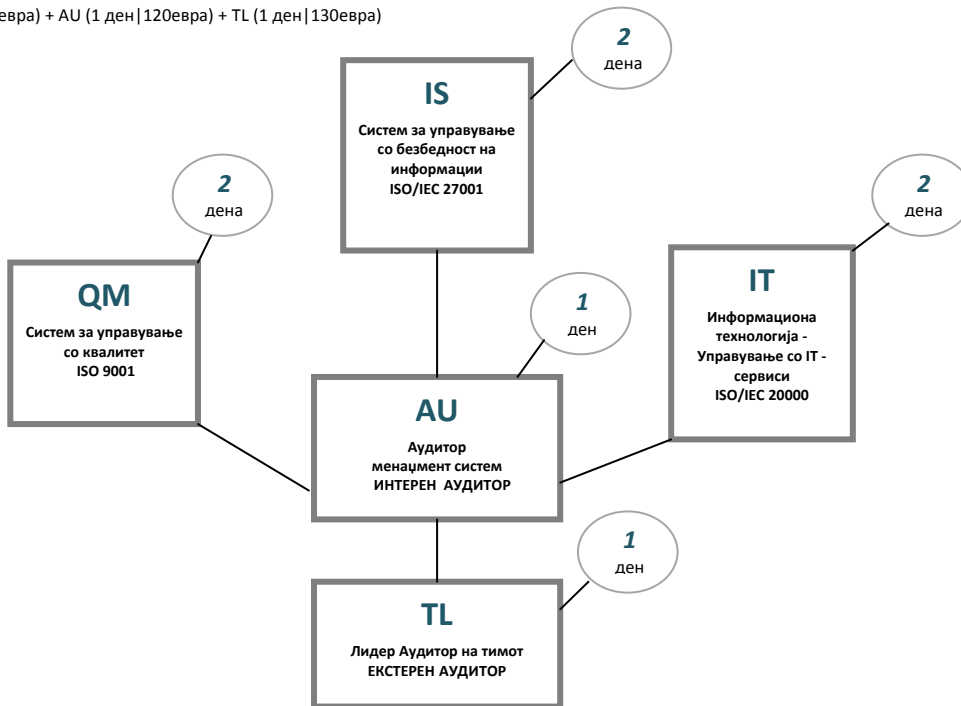 евра) + AU (1 ден|120евра) + TL (1 ден|130евра)
2
дена
IS
Систем за управување
со безбедност на
информации
ISO/IEC 27001
2
дена
2
дена
QM
Систем за управување
со квалитет
ISO 9001
IT
Информациона
технологија -
Управување со IT -
сервиси
ISO/IEC 20000
1
ден
AU
Аудитор
менаџмент систем
ИНТЕРЕН АУДИТОР
1
ден
TL
Лидер Аудитор на тимот
ЕКСТЕРЕН АУДИТОР